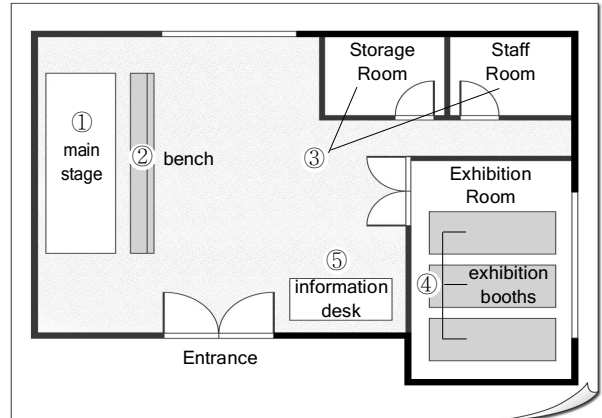 Storage
Room
Staff
Room
①
main
stage
② bench
③
Exhibition
Room
④ exhibition
booths
⑤
information
desk
Entrance